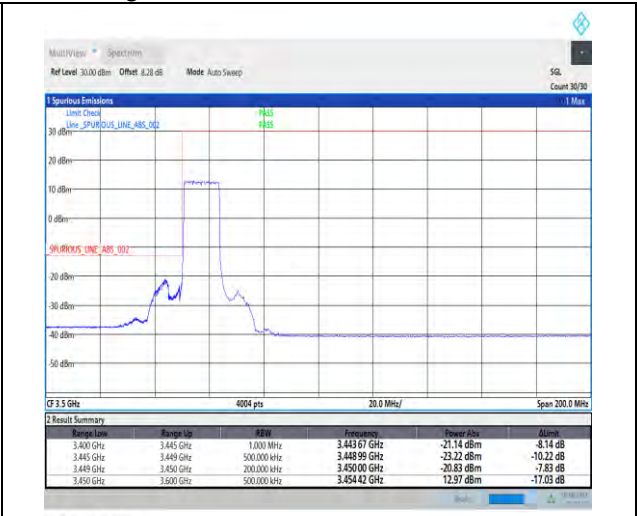 MultiView Spectrum
Ref Level 30.00 dBm Offset 8.28 dB Mode Auto Sweep SGL
Count 30/30
1 Spurious Emissions 1 Max
Limit Check PASS
Line _SPURIOUS_LINE_ABS_002 PASS
30 dBm
20 dBm
10 dBm
0 dBm
_SPURIOUS_LINE_ABS_002
-20 dBm
-30 dBm
-40 dBm
-50 dBm
CF 3.5 GHz 4004 pts 20.0 MHz/ Span 200.0 MHz
2 Result Summary
Range Low Range Up RBW Frequency Power Abs ΔLimit
3.400 GHz 3.445 GHz 1.000 MHz 3.443 67 GHz -21.14 dBm -8.14 dB
3.445 GHz 3.449 GHz 500.000 kHz 3.448 99 GHz -23.22 dBm -10.22 dB
3.449 GHz 3.450 GHz 200.000 kHz 3.450 00 GHz -20.83 dBm -7.83 dB
3.450 GHz 3.600 GHz 500.000 kHz 3.454 42 GHz 12.97 dBm -17.03 dB